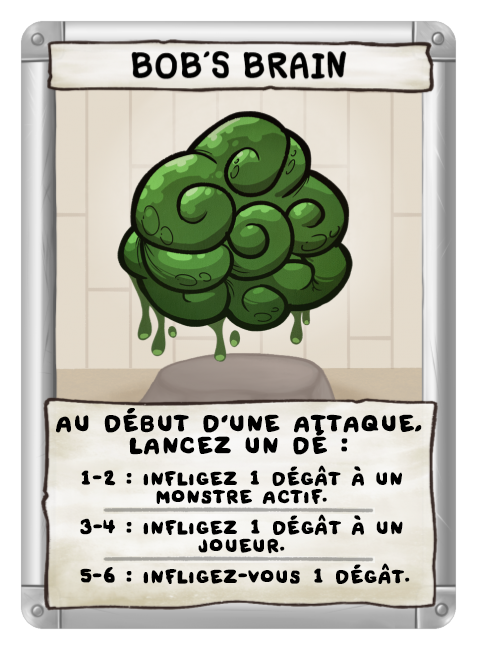 BOB'S BRAIN
AU DÉBUT D'UNE ATTAQUE,
LANCEZ UN DÉ :
1-2 : INFLIGEZ 1 DÉGÂT À UN
MONSTRE ACTIF.
3-4 : INFLIGEZ 1 DÉGÂT À UN
JOUEUR.
5-6 : INFLIGEZ-VOUS 1 DÉGÂT.